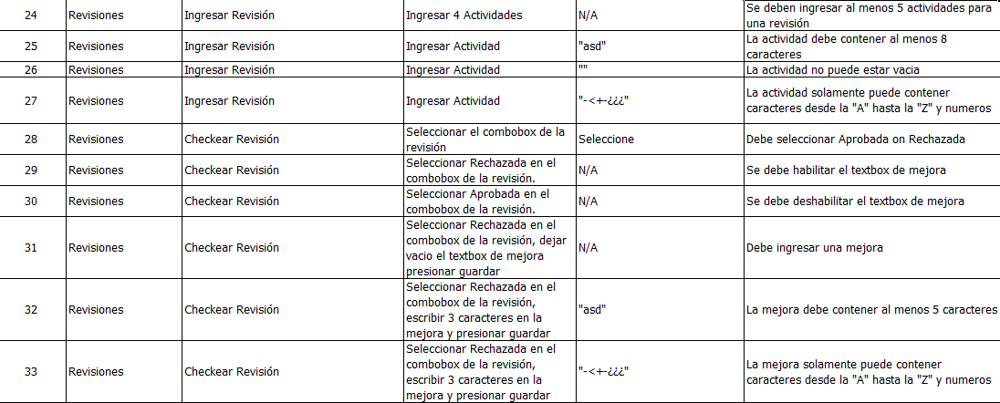 24 Revisiones Ingresar Revisión Ingresar 4 Actividades N/A Se deben ingresar al menos 5 actividades para
una revisión
25 Revisiones Ingresar Revisión Ingresar Actividad "asd" La actividad debe contener al menos 8
caracteres
26 Revisiones Ingresar Revisión Ingresar Actividad "" La actividad no puede estar vacia
27 Revisiones Ingresar Revisión Ingresar Actividad "-<+-¿¿¿" La actividad solamente puede contener
caracteres desde la "A" hasta la "Z" y numeros
28 Revisiones Checkear Revisión Seleccionar el combobox de la
revisión Seleccione Debe seleccionar Aprobada on Rechazada
29 Revisiones Checkear Revisión Seleccionar Rechazada en el
combobox de la revisión. N/A Se debe habilitar el textbox de mejora
30 Revisiones Checkear Revisión Seleccionar Aprobada en el
combobox de la revisión. N/A Se debe deshabilitar el textbox de mejora
31 Revisiones Checkear Revisión Seleccionar Rechazada en el
combobox de la revisión, dejar
vacio el textbox de mejora
presionar guardar N/A Debe ingresar una mejora
32 Revisiones Checkear Revisión Seleccionar Rechazada en el
combobox de la revisión,
escribir 3 caracteres en la
mejora y presionar guardar "asd" La mejora debe contener al menos 5 caracteres
33 Revisiones Checkear Revisión Seleccionar Rechazada en el
combobox de la revisión,
escribir 3 caracteres en la
mejora y presionar guardar "-<+-¿¿¿" La mejora solamente puede contener
caracteres desde la "A" hasta la "Z" y numeros